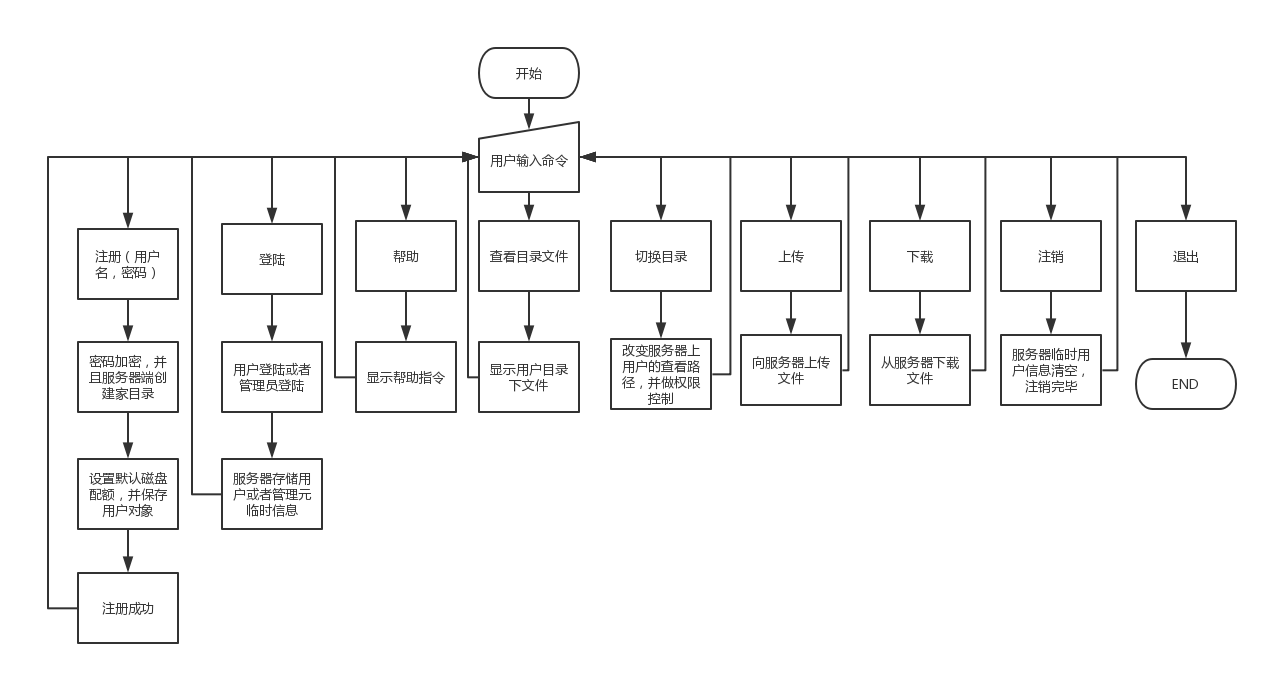 开始
用户输入命令
注册（用户
名，密码）
登陆
帮助
查看目录文件
切换目录
上传
下载
注销
退出
密码加密，并
且服务器端创
建家目录
用户登陆或者
管理员登陆
显示帮助指令
显示用户目录
下文件
改变服务器上
用户的查看路
径，并做权限
控制
向服务器上传
文件
从服务器下载
文件
服务器临时用
户信息清空，
注销完毕
END
设置默认磁盘
配额，并保存
用户对象
服务器存储用
户或者管理元
临时信息
注册成功